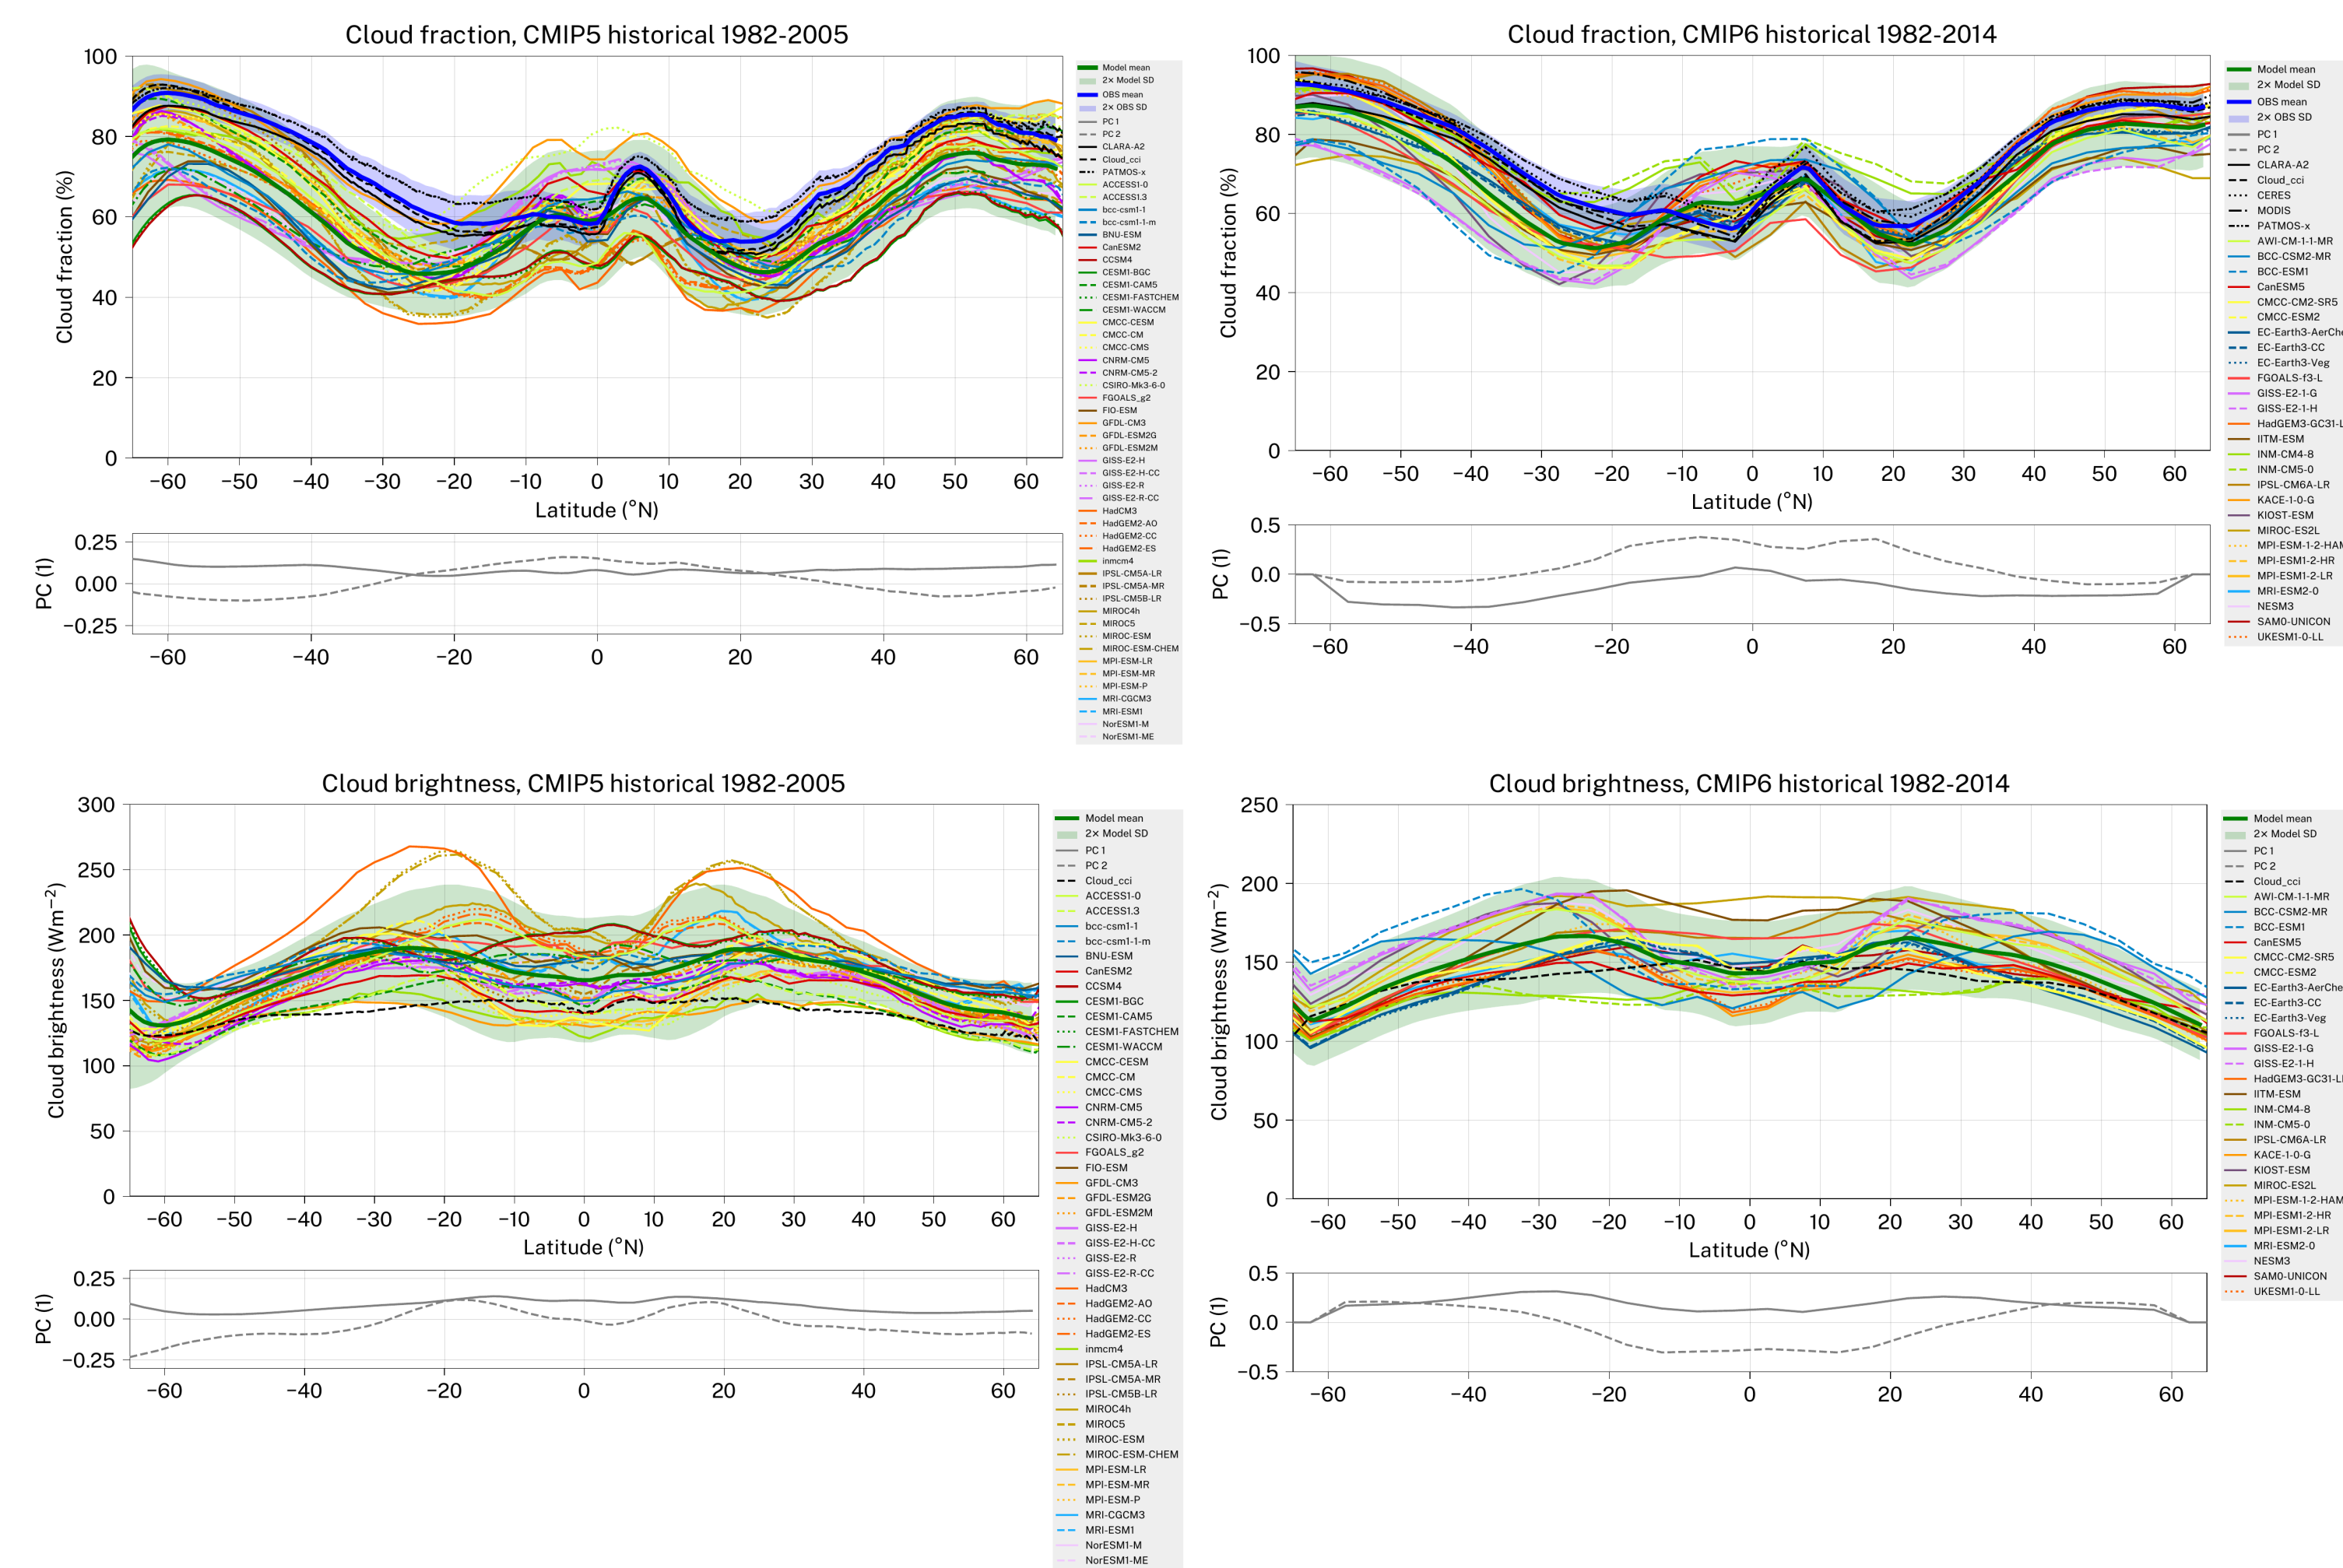 Cloud fraction, CMIP5 historical 1982-2005
100
80
60
40
20
0
Cloud fraction (%)
−60 −50 −40 −30 −20 −10 0 10 20 30 40 50 60
Latitude (°N)
0.25
0.00
−0.25
PC (1)
−60 −40 −20 0 20 40 60
Model mean
2× Model SD
OBS mean
2× OBS SD
PC 1
PC 2
CLARA-A2
Cloud_cci
PATMOS-x
ACCESS1-0
ACCESS1.3
bcc-csm1-1
bcc-csm1-1-m
BNU-ESM
CanESM2
CCSM4
CESM1-BGC
CESM1-CAM5
CESM1-FASTCHEM
CESM1-WACCM
CMCC-CESM
CMCC-CM
CMCC-CMS
CNRM-CM5
CNRM-CM5-2
CSIRO-Mk3-6-0
FGOALS_g2
FIO-ESM
GFDL-CM3
GFDL-ESM2G
GFDL-ESM2M
GISS-E2-H
GISS-E2-H-CC
GISS-E2-R
GISS-E2-R-CC
HadCM3
HadGEM2-AO
HadGEM2-CC
HadGEM2-ES
inmcm4
IPSL-CM5A-LR
IPSL-CM5A-MR
IPSL-CM5B-LR
MIROC4h
MIROC5
MIROC-ESM
MIROC-ESM-CHEM
MPI-ESM-LR
MPI-ESM-MR
MPI-ESM-P
MRI-CGCM3
MRI-ESM1
NorESM1-M
NorESM1-ME
Cloud fraction, CMIP6 historical 1982-2014
100
80
60
40
20
0
Cloud fraction (%)
−60 −50 −40 −30 −20 −10 0 10 20 30 40 50 60
Latitude (°N)
0.5
0.0
−0.5
PC (1)
−60 −40 −20 0 20 40 60
Model mean
2× Model SD
OBS mean
2× OBS SD
PC 1
PC 2
CLARA-A2
Cloud_cci
CERES
MODIS
PATMOS-x
AWI-CM-1-1-MR
BCC-CSM2-MR
BCC-ESM1
CanESM5
CMCC-CM2-SR5
CMCC-ESM2
EC-Earth3-AerChe
EC-Earth3-CC
EC-Earth3-Veg
FGOALS-f3-L
GISS-E2-1-G
GISS-E2-1-H
HadGEM3-GC31-L
IITM-ESM
INM-CM4-8
INM-CM5-0
IPSL-CM6A-LR
KACE-1-0-G
KIOST-ESM
MIROC-ES2L
MPI-ESM-1-2-HAM
MPI-ESM1-2-HR
MPI-ESM1-2-LR
MRI-ESM2-0
NESM3
SAM0-UNICON
UKESM1-0-LL
Cloud brightness, CMIP5 historical 1982-2005
300
250
200
150
100
50
0
Cloud brightness (Wm−2)
−60 −50 −40 −30 −20 −10 0 10 20 30 40 50 60
Latitude (°N)
0.25
0.00
−0.25
PC (1)
−60 −40 −20 0 20 40 60
Model mean
2× Model SD
PC 1
PC 2
Cloud_cci
ACCESS1-0
ACCESS1.3
bcc-csm1-1
bcc-csm1-1-m
BNU-ESM
CanESM2
CCSM4
CESM1-BGC
CESM1-CAM5
CESM1-FASTCHEM
CESM1-WACCM
CMCC-CESM
CMCC-CM
CMCC-CMS
CNRM-CM5
CNRM-CM5-2
CSIRO-Mk3-6-0
FGOALS_g2
FIO-ESM
GFDL-CM3
GFDL-ESM2G
GFDL-ESM2M
GISS-E2-H
GISS-E2-H-CC
GISS-E2-R
GISS-E2-R-CC
HadCM3
HadGEM2-AO
HadGEM2-CC
HadGEM2-ES
inmcm4
IPSL-CM5A-LR
IPSL-CM5A-MR
IPSL-CM5B-LR
MIROC4h
MIROC5
MIROC-ESM
MIROC-ESM-CHEM
MPI-ESM-LR
MPI-ESM-MR
MPI-ESM-P
MRI-CGCM3
MRI-ESM1
NorESM1-M
NorESM1-ME
Cloud brightness, CMIP6 historical 1982-2014
250
200
150
100
50
0
Cloud brightness (Wm−2)
−60 −50 −40 −30 −20 −10 0 10 20 30 40 50 60
Latitude (°N)
0.5
0.0
−0.5
PC (1)
−60 −40 −20 0 20 40 60
Model mean
2× Model SD
PC 1
PC 2
Cloud_cci
AWI-CM-1-1-MR
BCC-CSM2-MR
BCC-ESM1
CanESM5
CMCC-CM2-SR5
CMCC-ESM2
EC-Earth3-AerChe
EC-Earth3-CC
EC-Earth3-Veg
FGOALS-f3-L
GISS-E2-1-G
GISS-E2-1-H
HadGEM3-GC31-LL
IITM-ESM
INM-CM4-8
INM-CM5-0
IPSL-CM6A-LR
KACE-1-0-G
KIOST-ESM
MIROC-ES2L
MPI-ESM-1-2-HAM
MPI-ESM1-2-HR
MPI-ESM1-2-LR
MRI-ESM2-0
NESM3
SAM0-UNICON
UKESM1-0-LL